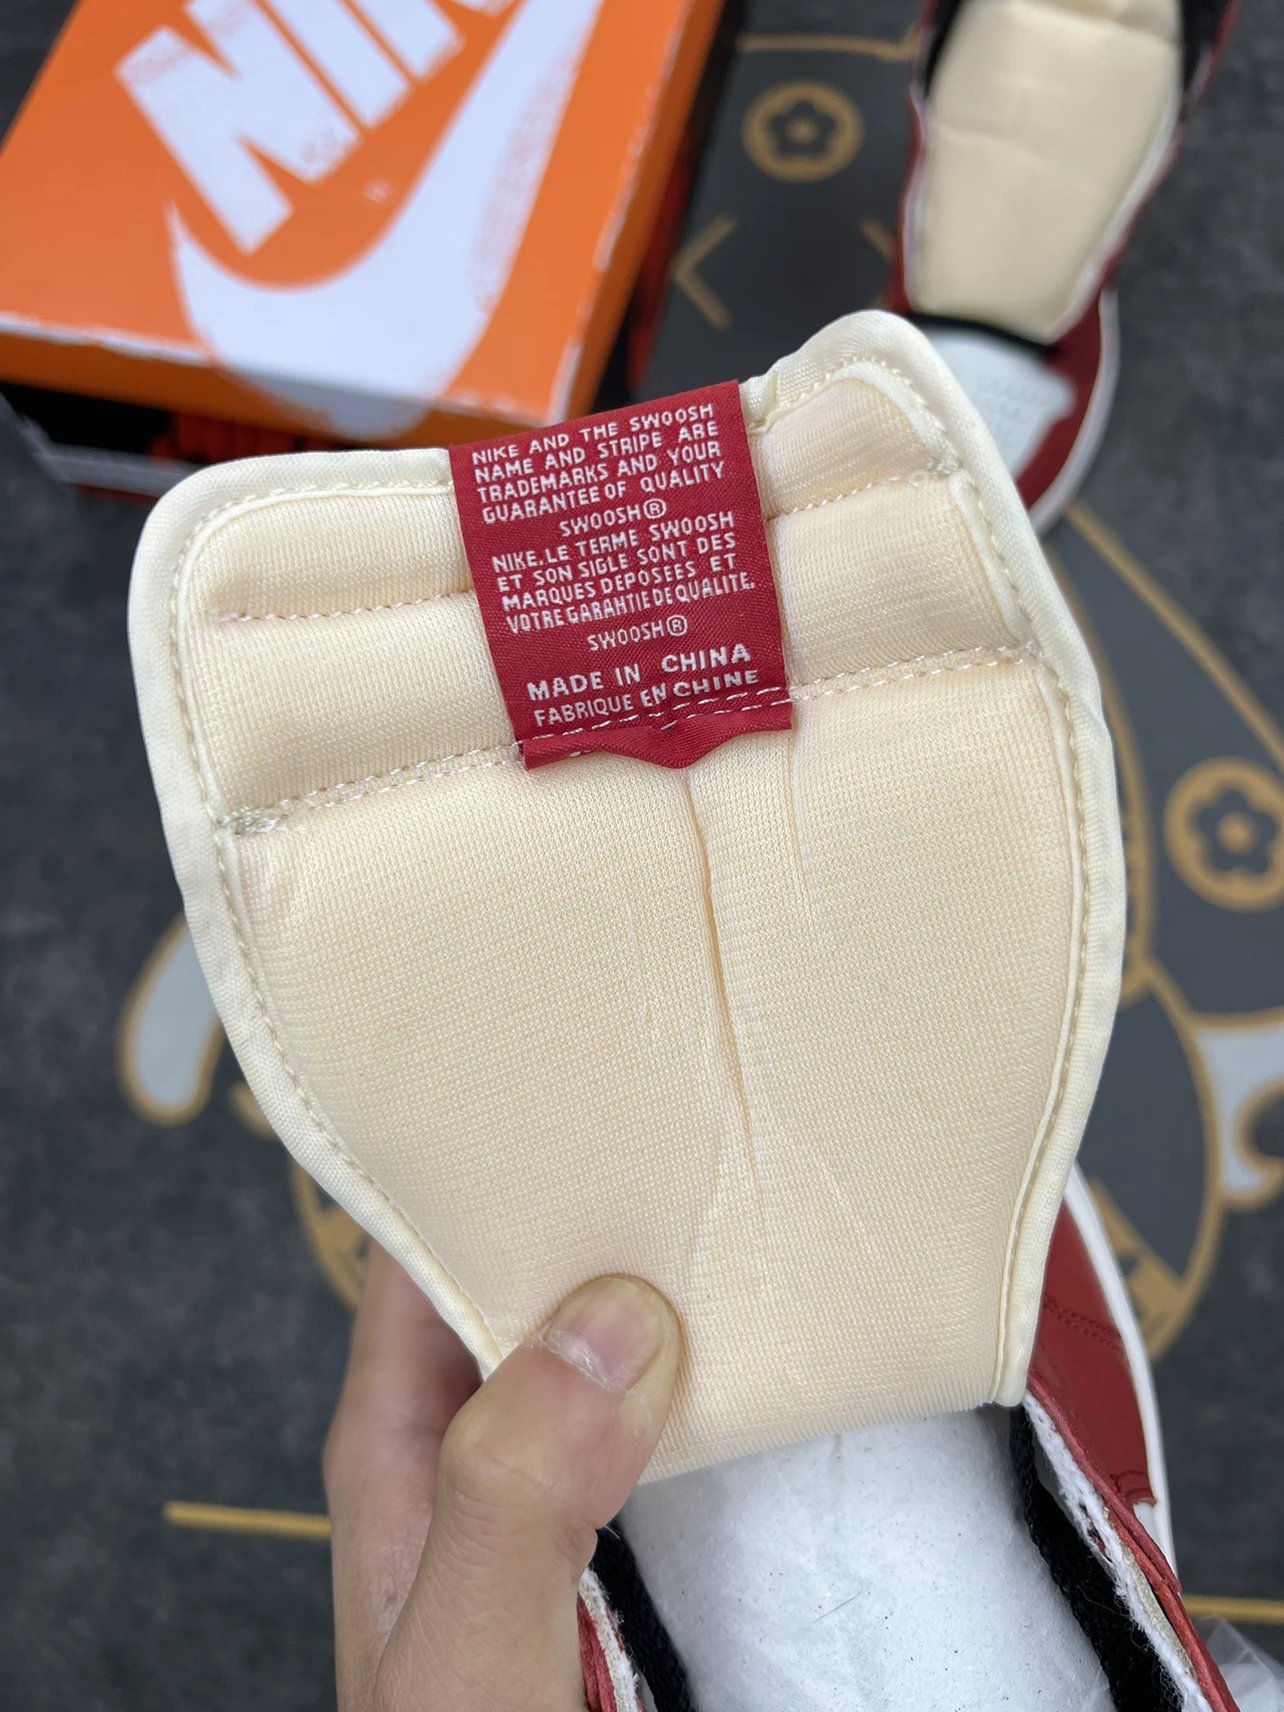 NIKE
NIKE AND THE SWOOSH
NAME AND STRIPE ARE
TRADEMARKS AND YOUR
GUARANTEE OF QUALITY
SWOOSH®
NIKE, LE TERME SWOOSH
ET SON SIGLE SONT DES
MARQUES DEPOSEES ET
VOTRE GARANTIE DE QUALITE.
SWOOSH®
MADE IN CHINA
FABRIQUE EN CHINE